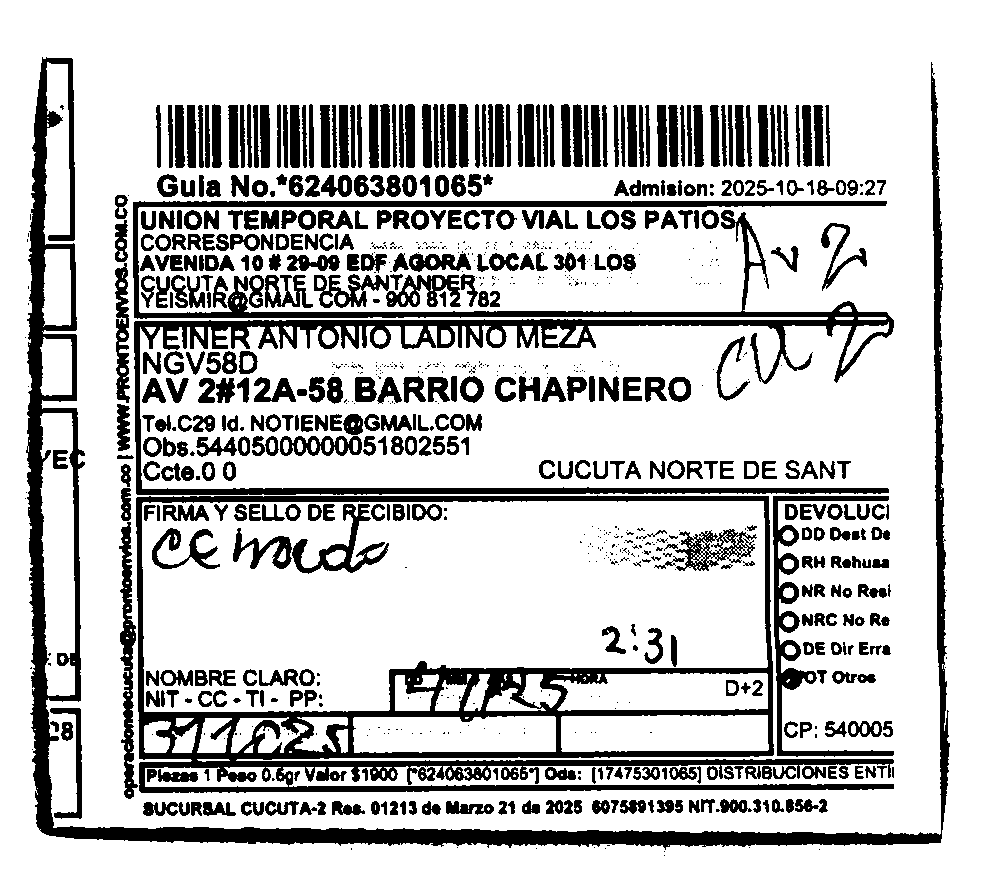 Guia No.*624063801065*
Admision: 2025-10-18-09:27
UNION TEMPORAL PROYECTO VIAL LOS PATIOS
CORRESPONDENCIA
AVENIDA 10 # 29-09 EDF AGORA LOCAL 301 LOS
CUCUTA NORTE DE SANTANDER
YEISMIR@GMAIL COM - 900 812 782
Av 2
YEINER ANTONIO LADINO MEZA
NGV58D
AV 2#12A-58 BARRIO CHAPINERO
Tel.C29 Id. NOTIENE@GMAIL.COM
Obs.544050000000051802551
Ccte.0 0
CUCUTA NORTE DE SANT
FIRMA Y SELLO DE RECIBIDO:
cerrado
2:31
NOMBRE CLARO:
NIT - CC - TI - PP:
HORA
D+2
DEVOLUCI
DD Dest De
RH Rehusa
NR No Resi
NRC No Re
DE Dir Erra
OT Otros
CP: 540005
Piezas 1 Peso 0.6gr Valor $1900 [*624063801065*] Ods: [17475301065] DISTRIBUCIONES ENTI
SUCURSAL CUCUTA-2 Res. 01213 de Marzo 21 de 2025 6075891395 NIT.900.310.856-2
operacionescucuta@prontoenvios.com.co | WWW.PRONTOENVIOS.COM.CO
YEC
28